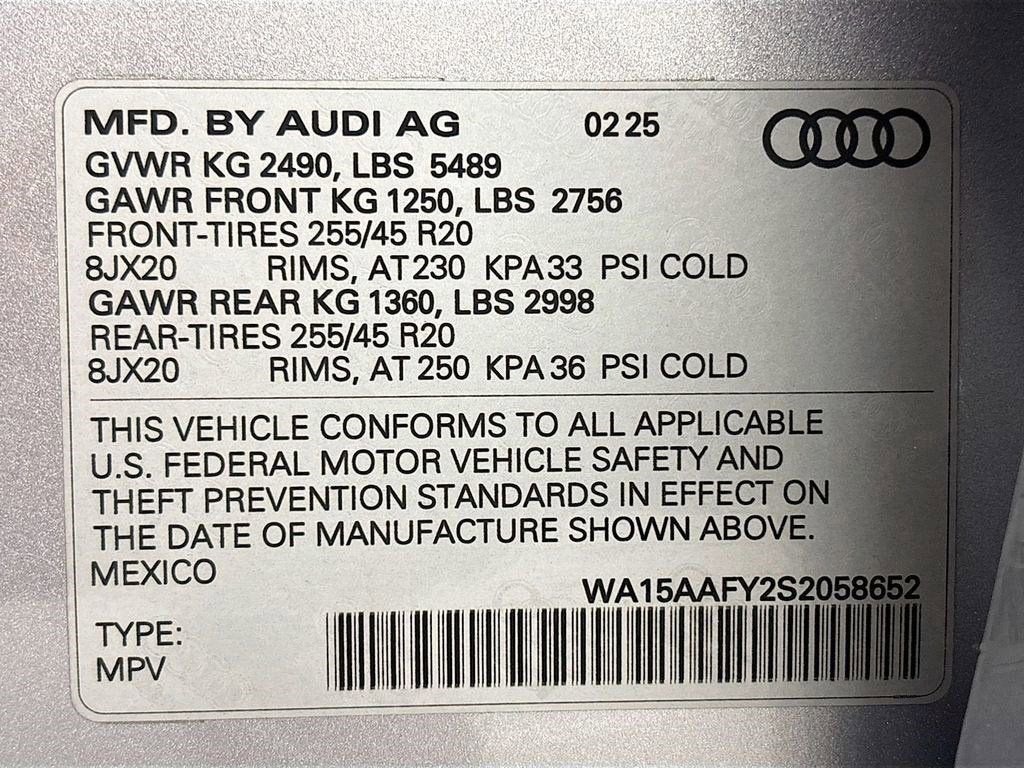 MFD. BY AUDI AG 02 25
GVWR KG 2490, LBS 5489
GAWR FRONT KG 1250, LBS 2756
FRONT-TIRES 255/45 R20
8JX20 RIMS, AT 230 KPA 33 PSI COLD
GAWR REAR KG 1360, LBS 2998
REAR-TIRES 255/45 R20
8JX20 RIMS, AT 250 KPA 36 PSI COLD
THIS VEHICLE CONFORMS TO ALL APPLICABLE
U.S. FEDERAL MOTOR VEHICLE SAFETY AND
THEFT PREVENTION STANDARDS IN EFFECT ON
THE DATE OF MANUFACTURE SHOWN ABOVE.
MEXICO
WA15AAFY2S2058652
TYPE:
MPV